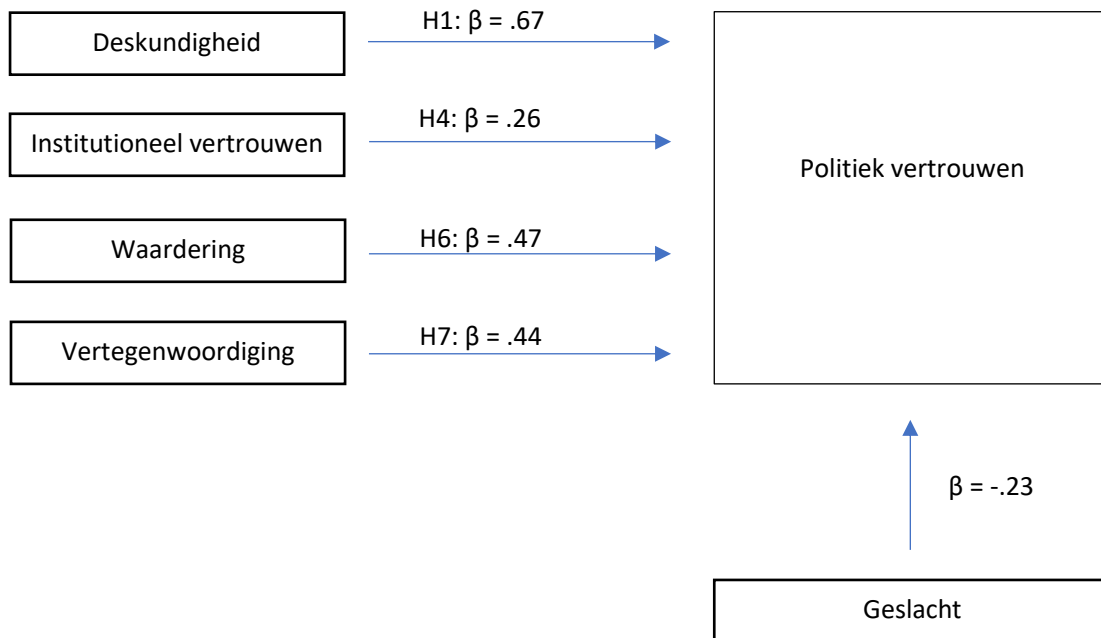 Deskundigheid
H1: β = .67
Institutioneel vertrouwen
H4: β = .26
Politiek vertrouwen
Waardering
H6: β = .47
Vertegenwoordiging
H7: β = .44
β = -.23
Geslacht